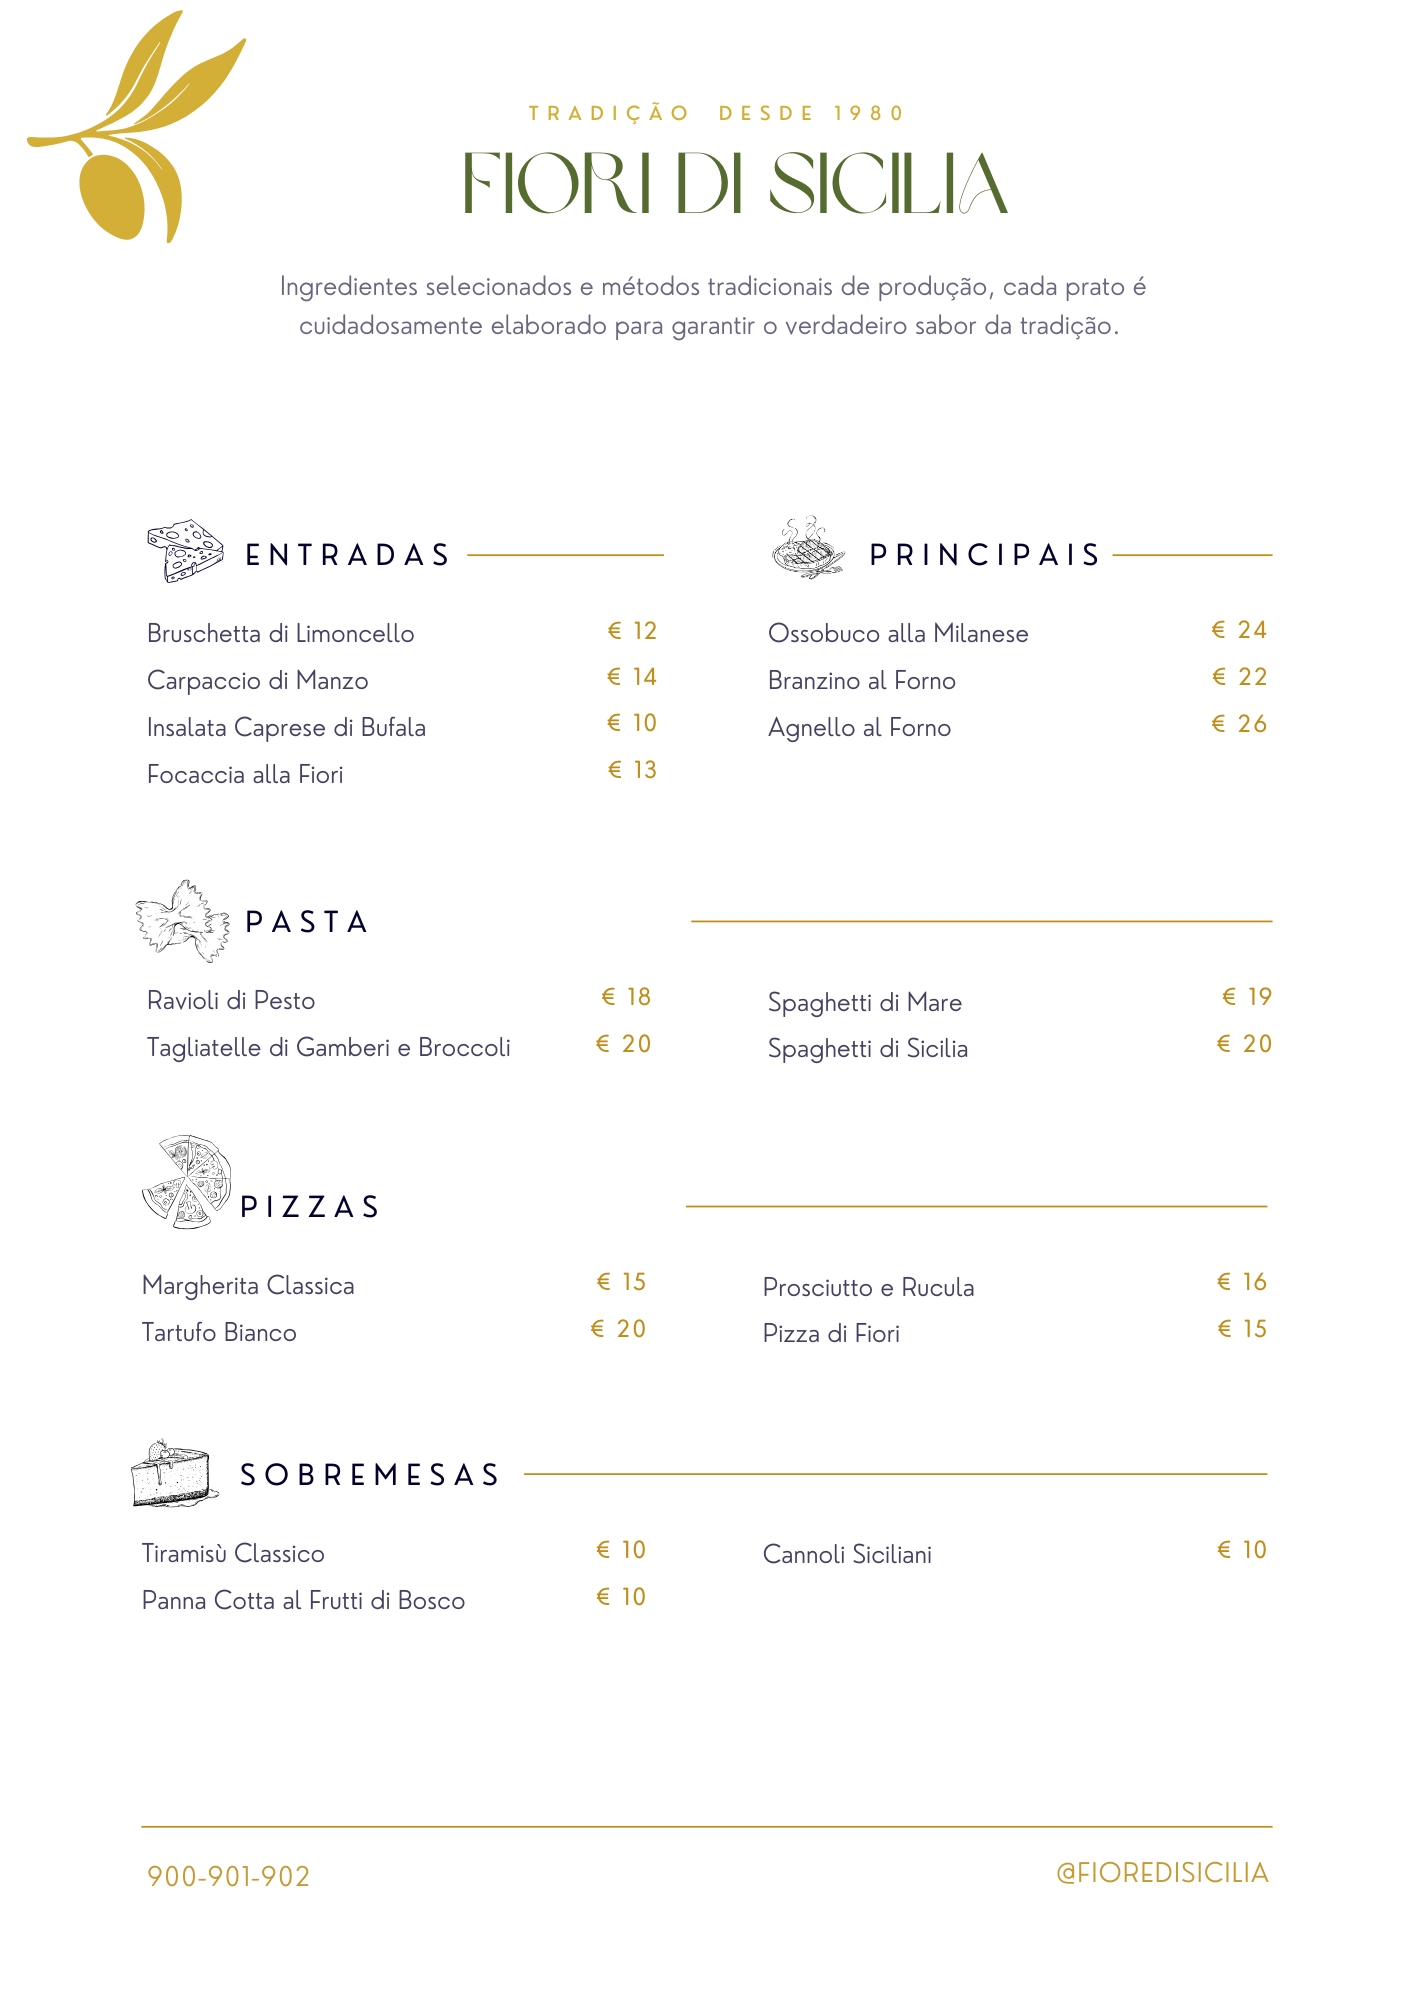 TRADIÇÃO DESDE 1980
FIORI DI SICILIA
Ingredientes selecionados e métodos tradicionais de produção, cada prato é
cuidadosamente elaborado para garantir o verdadeiro sabor da tradição.
ENTRADAS
Bruschetta di Limoncello € 12
Carpaccio di Manzo € 14
Insalata Caprese di Bufala € 10
Focaccia alla Fiori € 13
PRINCIPAIS
Ossobuco alla Milanese € 24
Branzino al Forno € 22
Agnello al Forno € 26
PASTA
Ravioli di Pesto € 18
Tagliatelle di Gamberi e Broccoli € 20
Spaghetti di Mare € 19
Spaghetti di Sicilia € 20
PIZZAS
Margherita Classica € 15
Tartufo Bianco € 20
Prosciutto e Rucula € 16
Pizza di Fiori € 15
SOBREMESAS
Tiramisù Classico € 10
Panna Cotta al Frutti di Bosco € 10
Cannoli Siciliani € 10
900-901-902
@FIOREDISICILIA